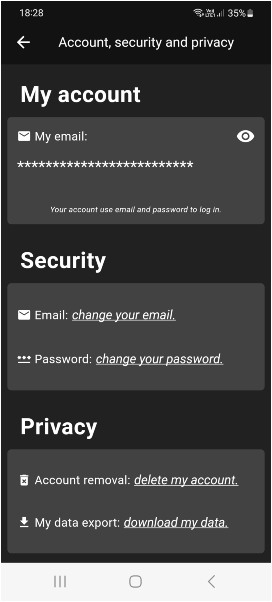 18:28
35%
Account, security and privacy
My account
My email:
*************************
Your account use email and password to log in.
Security
Email: change your email.
Password: change your password.
Privacy
Account removal: delete my account.
My data export: download my data.